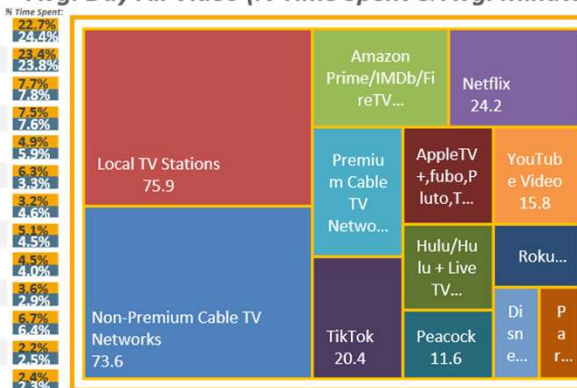 % Time Spent:
22.7%
24.4%
23.4%
23.8%
7.7%
7.8%
7.5%
7.6%
4.9%
5.9%
6.3%
3.3%
3.2%
4.6%
5.1%
4.5%
4.5%
4.0%
3.6%
2.9%
6.7%
6.4%
2.2%
2.5%
2.4%
2.3%
Local TV Stations
75.9
Non-Premium Cable TV
Networks
73.6
Amazon
Prime/IMDb/Fi
reTV...
Netflix
24.2
Premiu
m Cable
TV
Netwo...
AppleTV
+,fubo,P
luto,T...
YouTub
e Video
15.8
Hulu/Hu
lu + Live
TV...
Roku...
TikTok
20.4
Peacock
11.6
Di
sn
e...
P
a
r...